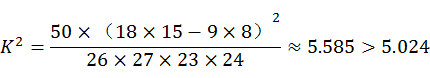 K² = 50 × （18 × 15 − 9 × 8）² / 26 × 27 × 23 × 24 ≈ 5.585 > 5.024